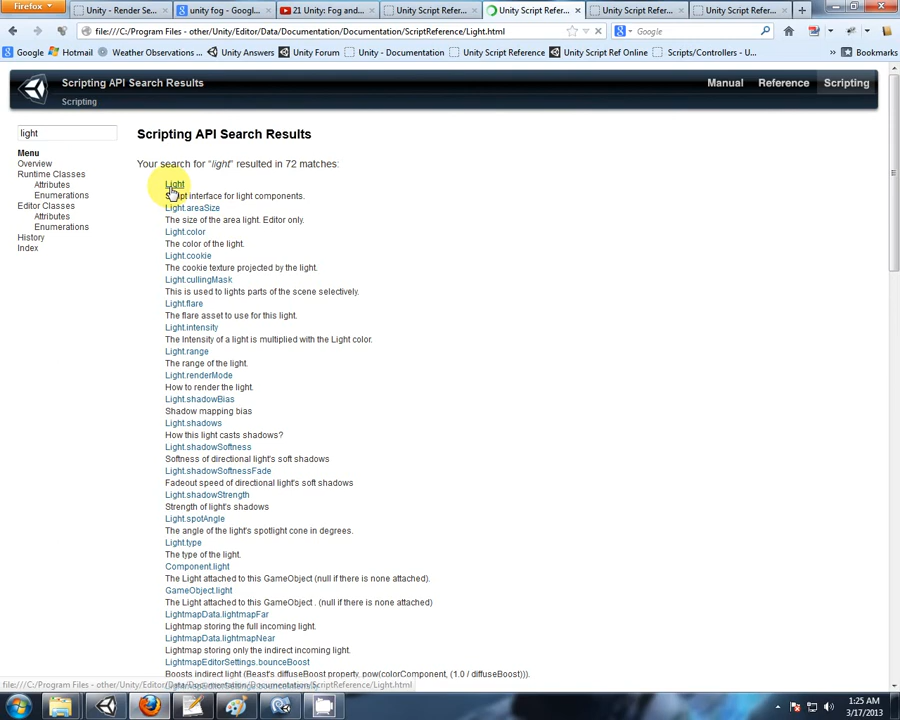 Firefox
Unity - Render Se...
unity fog - Googl...
21 Unity: Fog and...
Unity Script Refer...
Unity Script Refer...
Unity Script Refer...
Unity Script Refer...
file:///C:/Program Files - other/Unity/Editor/Data/Documentation/Documentation/ScriptReference/Light.html
Google
Google
Hotmail
Weather Observations ...
Unity Answers
Unity Forum
Unity - Documentation
Unity Script Reference
Unity Script Ref Online
Scripts/Controllers - U...
»
Bookmarks
Scripting API Search Results
Manual
Reference
Scripting
Scripting
light
Menu
Overview
Runtime Classes
Attributes
Enumerations
Editor Classes
Attributes
Enumerations
History
Index
Scripting API Search Results
Your search for "light" resulted in 72 matches:
Light
Script interface for light components.
Light.areaSize
The size of the area light. Editor only.
Light.color
The color of the light.
Light.cookie
The cookie texture projected by the light.
Light.cullingMask
This is used to lights parts of the scene selectively.
Light.flare
The flare asset to use for this light.
Light.intensity
The Intensity of a light is multiplied with the Light color.
Light.range
The range of the light.
Light.renderMode
How to render the light.
Light.shadowBias
Shadow mapping bias
Light.shadows
How this light casts shadows?
Light.shadowSoftness
Softness of directional light's soft shadows
Light.shadowSoftnessFade
Fadeout speed of directional light's soft shadows
Light.shadowStrength
Strength of light's shadows
Light.spotAngle
The angle of the light's spotlight cone in degrees.
Light.type
The type of the light.
Component.light
The Light attached to this GameObject (null if there is none attached).
GameObject.light
The Light attached to this GameObject . (null if there is none attached)
LightmapData.lightmapFar
Lightmap storing the full incoming light.
LightmapData.lightmapNear
Lightmap storing only the indirect incoming light.
LightmapEditorSettings.bounceBoost
Boosts indirect light (Beast's diffuseBoost property, pow(colorComponent, (1.0 / diffuseBoost))).
file:///C:/Program Files - other/Unity/Editor/Data/Documentation/Documentation/ScriptReference/Light.html
1:25 AM
3/17/2013